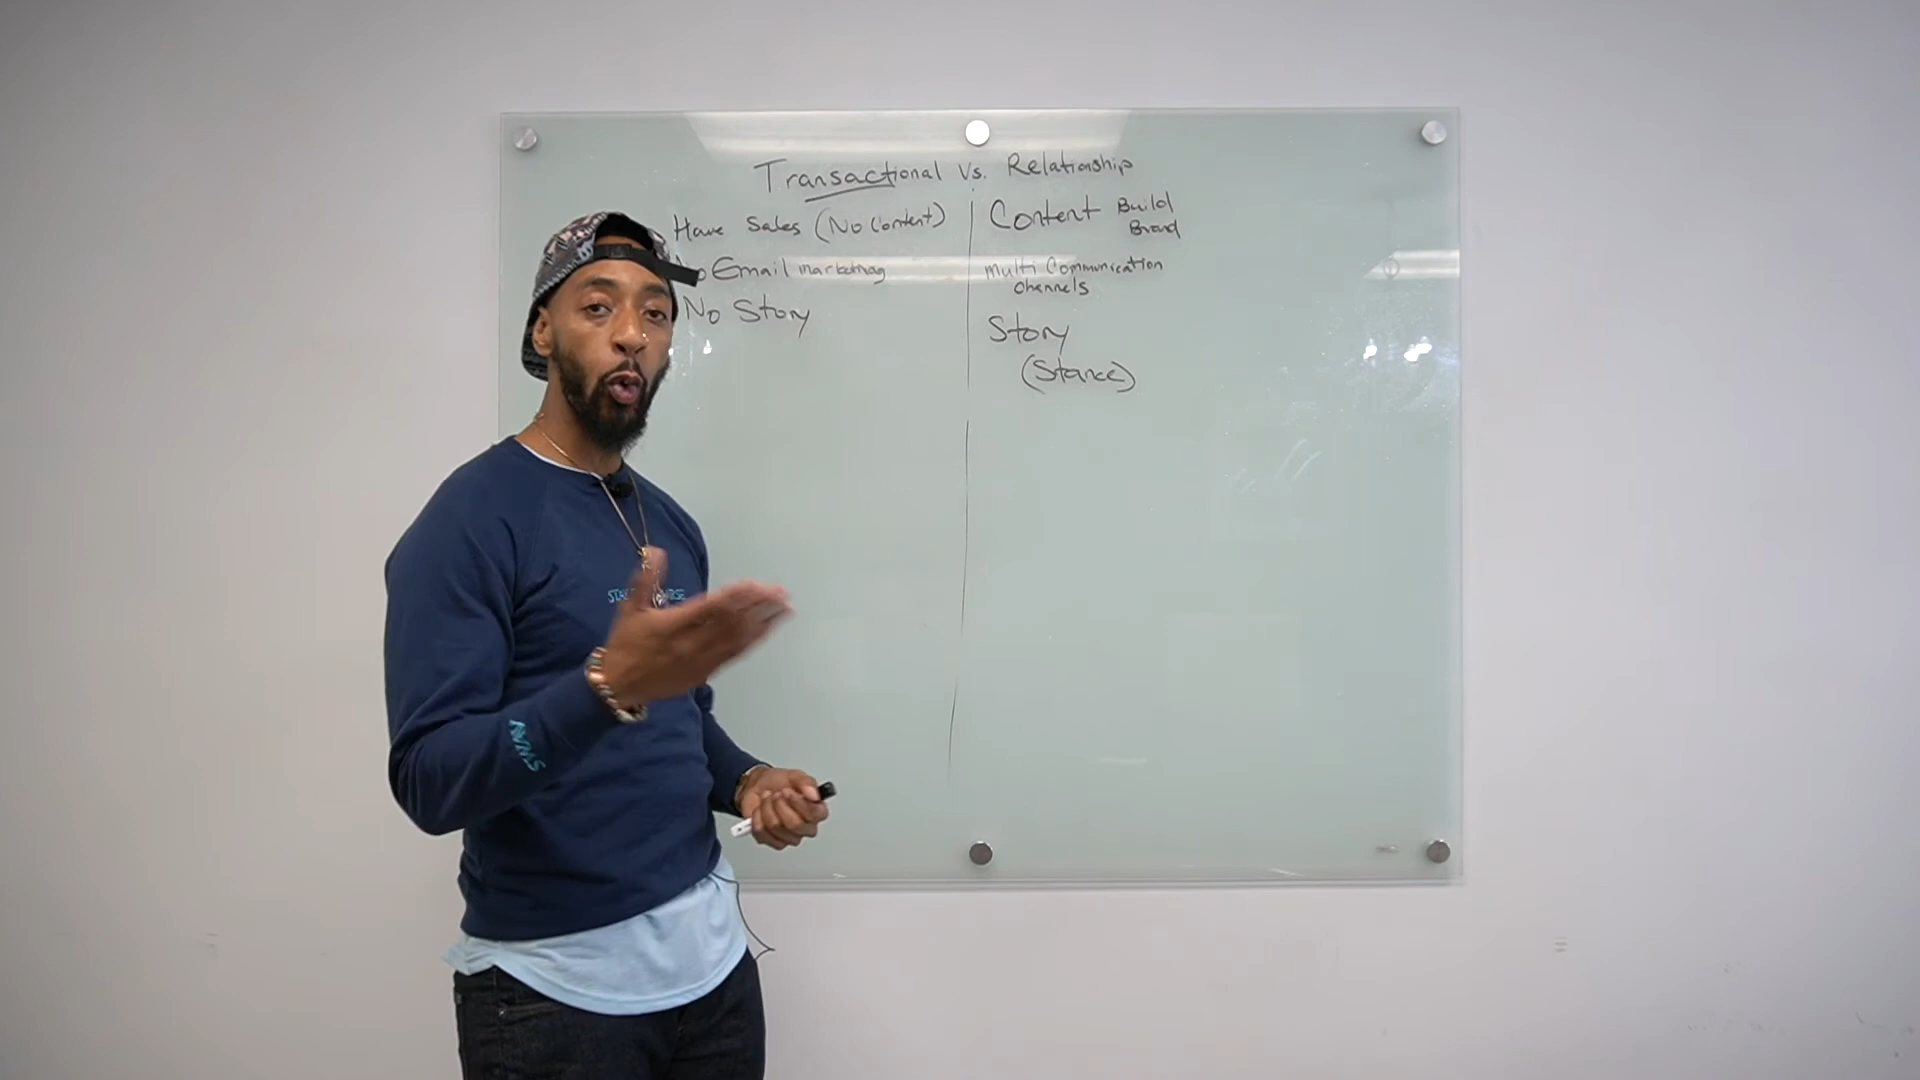 Transactional vs. Relationship
Have Sales (No Content)
Email marketing
No Story
Content Build
Brand
Multi Communication
Channels
Story
(Stance)
SWAY